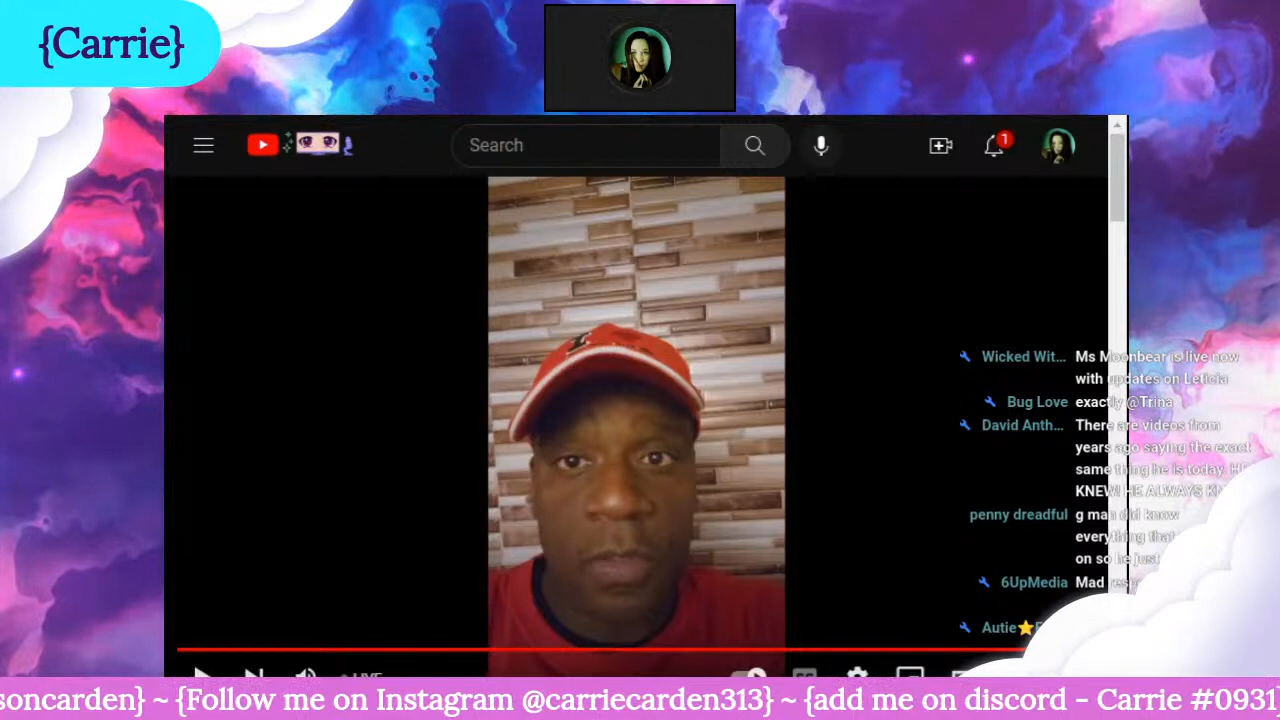 {Carrie}
Search
1
Wicked Wit... Ms Moonbear is live now
with updates on Leticia
Bug Love exactly @Trina
David Anth... There are videos from
years ago saying the exact
same thing he is today. HE
KNEW! HE ALWAYS
penny dreadful g man did know
everything that
on so he just
6UpMedia Mad
Autie
LIVE
soncarden} ~ {Follow me on Instagram @carriecarden313} ~ {add me on discord - Carrie #0931}